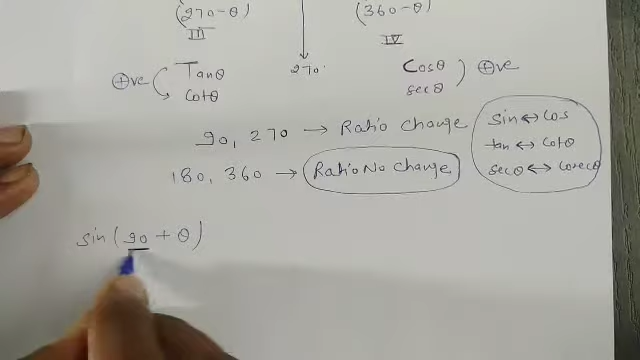 (270-θ)
III
(360-θ)
IV
270°
⊕ve
Tanθ
Cotθ
Cosθ
secθ
⊕ve
90, 270 → Ratio Change
180, 360 → Ratio No Change
sin ↔ Cos
tan ↔ Cotθ
secθ ↔ Cosecθ
sin (90 + θ)